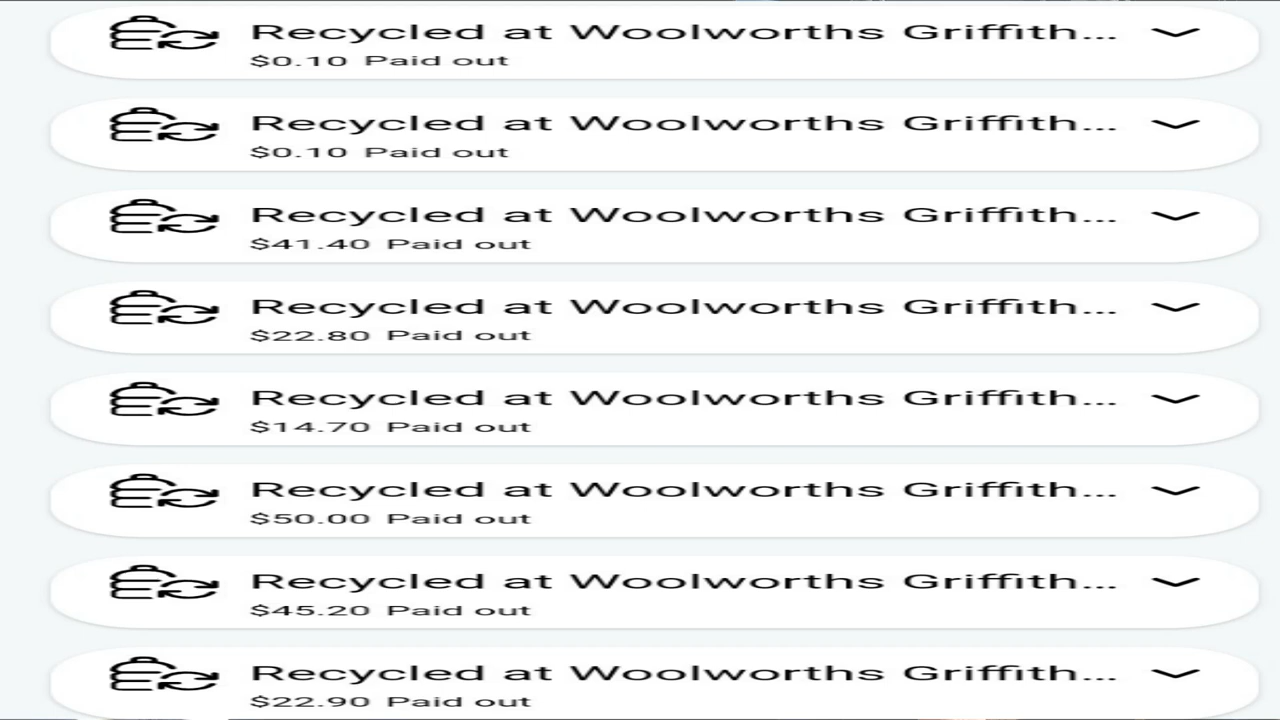 Recycled at Woolworths Griffith...
$0.10 Paid out
Recycled at Woolworths Griffith...
$0.10 Paid out
Recycled at Woolworths Griffith...
$41.40 Paid out
Recycled at Woolworths Griffith...
$22.80 Paid out
Recycled at Woolworths Griffith...
$14.70 Paid out
Recycled at Woolworths Griffith...
$50.00 Paid out
Recycled at Woolworths Griffith...
$45.20 Paid out
Recycled at Woolworths Griffith...
$22.90 Paid out